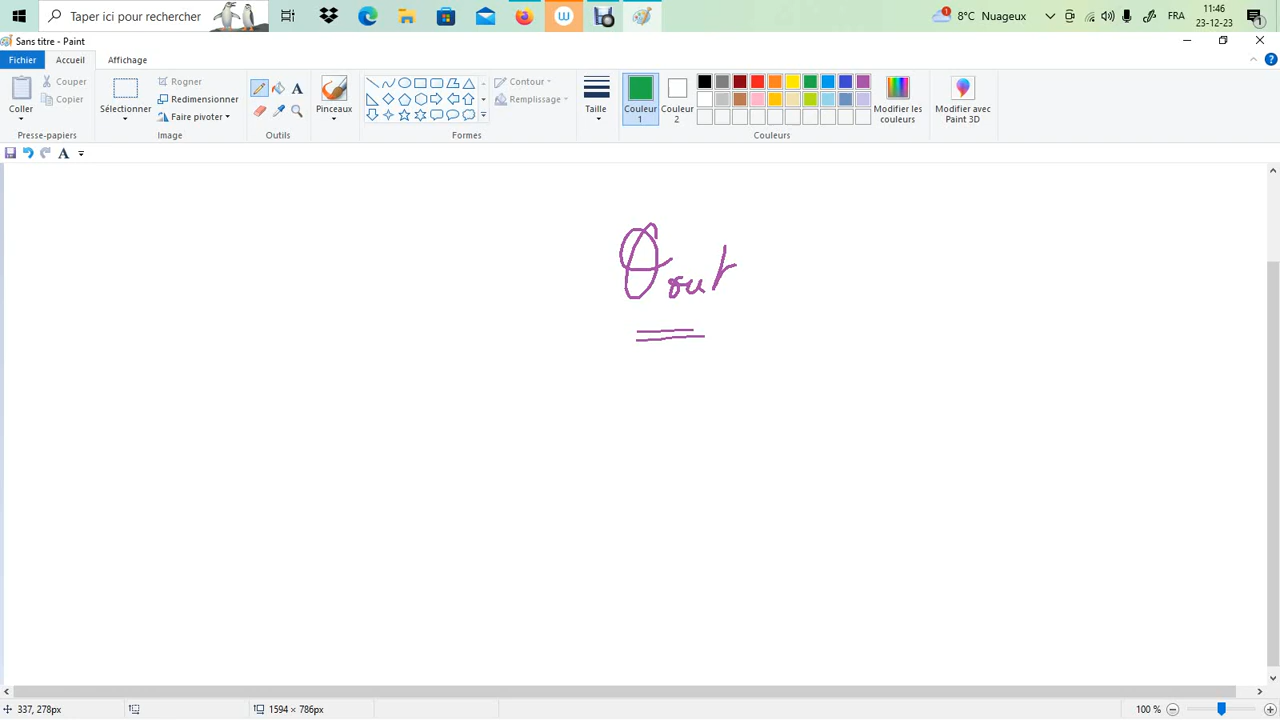 Taper ici pour rechercher
8°C Nuageux
FRA
11:46
23-12-23
1
Sans titre - Paint
Fichier
Accueil
Affichage
Coller
Couper
Copier
Presse-papiers
Sélectionner
Rogner
Redimensionner
Faire pivoter
Image
A
Outils
Pinceaux
Contour
Remplissage
Formes
Taille
Couleur 1
Couleur 2
Couleurs
Modifier les couleurs
Modifier avec Paint 3D
A
out
337, 278px
1594 × 786px
100 %